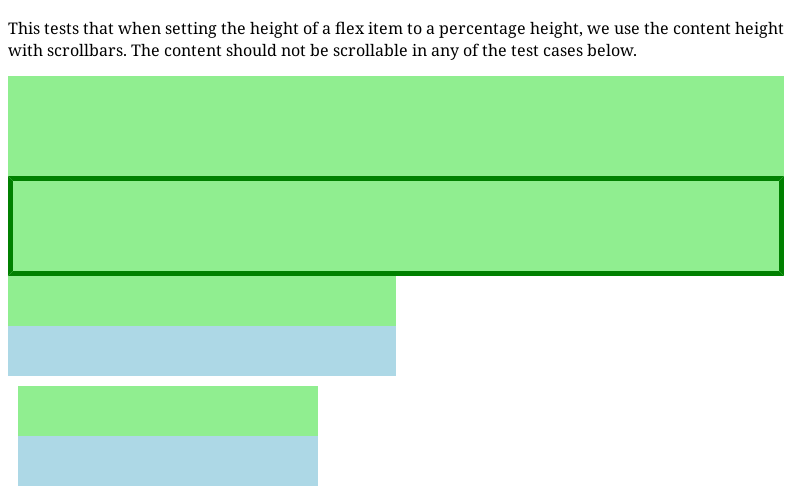 This tests that when setting the height of a flex item to a percentage height, we use the content height
with scrollbars. The content should not be scrollable in any of the test cases below.